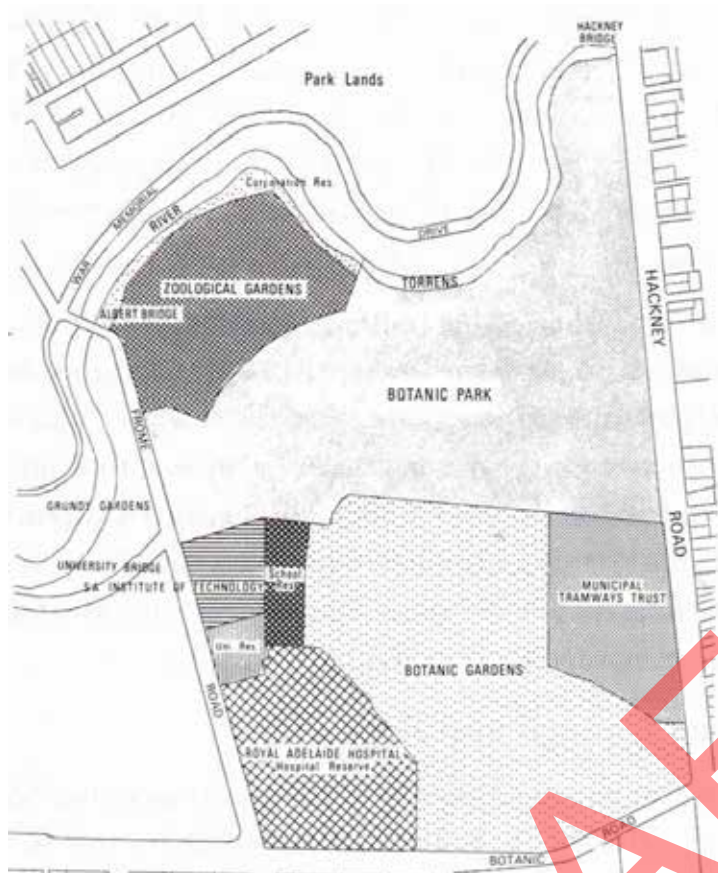 HACKNEY
BRIDGE
Park Lands
Corporation Res.
WAR MEMORIAL DRIVE
RIVER TORRENS
ZOOLOGICAL GARDENS
ALBERT BRIDGE
HACKNEY ROAD
BOTANIC PARK
FROME ROAD
GRUNDY GARDENS
UNIVERSITY BRIDGE
S.A. INSTITUTE OF TECHNOLOGY
School
Res.
MUNICIPAL
TRAMWAYS TRUST
Uni. Res.
BOTANIC GARDENS
ROYAL ADELAIDE HOSPITAL
Hospital Reserve
BOTANIC ROAD